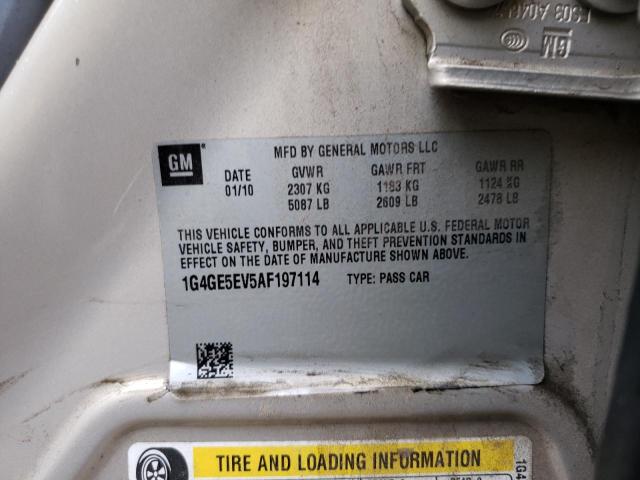 GM
GM
MFD BY GENERAL MOTORS LLC
DATE GVWR GAWR FRT GAWR RR
01/10 2307 KG 1183 KG 1124 KG
5087 LB 2609 LB 2478 LB
THIS VEHICLE CONFORMS TO ALL APPLICABLE U.S. FEDERAL MOTOR
VEHICLE SAFETY, BUMPER, AND THEFT PREVENTION STANDARDS IN
EFFECT ON THE DATE OF MANUFACTURE SHOWN ABOVE.
1G4GE5EV5AF197114 TYPE: PASS CAR
TIRE AND LOADING INFORMATION
1G4